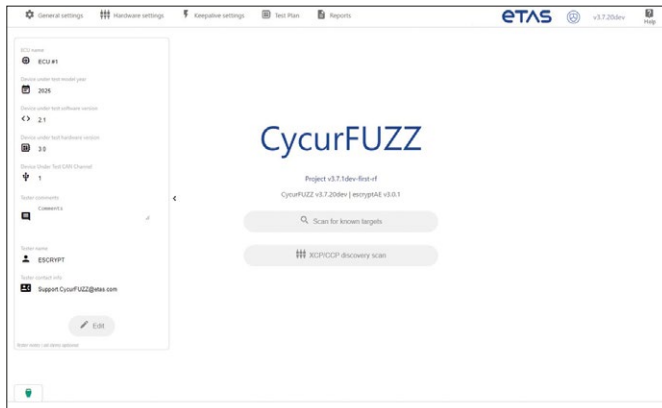 General settings
Hardware settings
Keepalive settings
Test Plan
Reports
eTAS
v3.7.20dev
Help
ECU name
ECU #1
Device under test model year
2025
Device under test software version
2.1
Device under test hardware version
3.0
Device Under Test CAN Channel
1
Tester comments
Comments
Tester name
ESCRYPT
Tester contact info
Support.CycurFUZZ@etas.com
Edit
CycurFUZZ
Project v3.7.1dev-first-rf
CycurFUZZ v3.7.20dev | escryptAE v3.0.1
Scan for known targets
XCP/CCP discovery scan